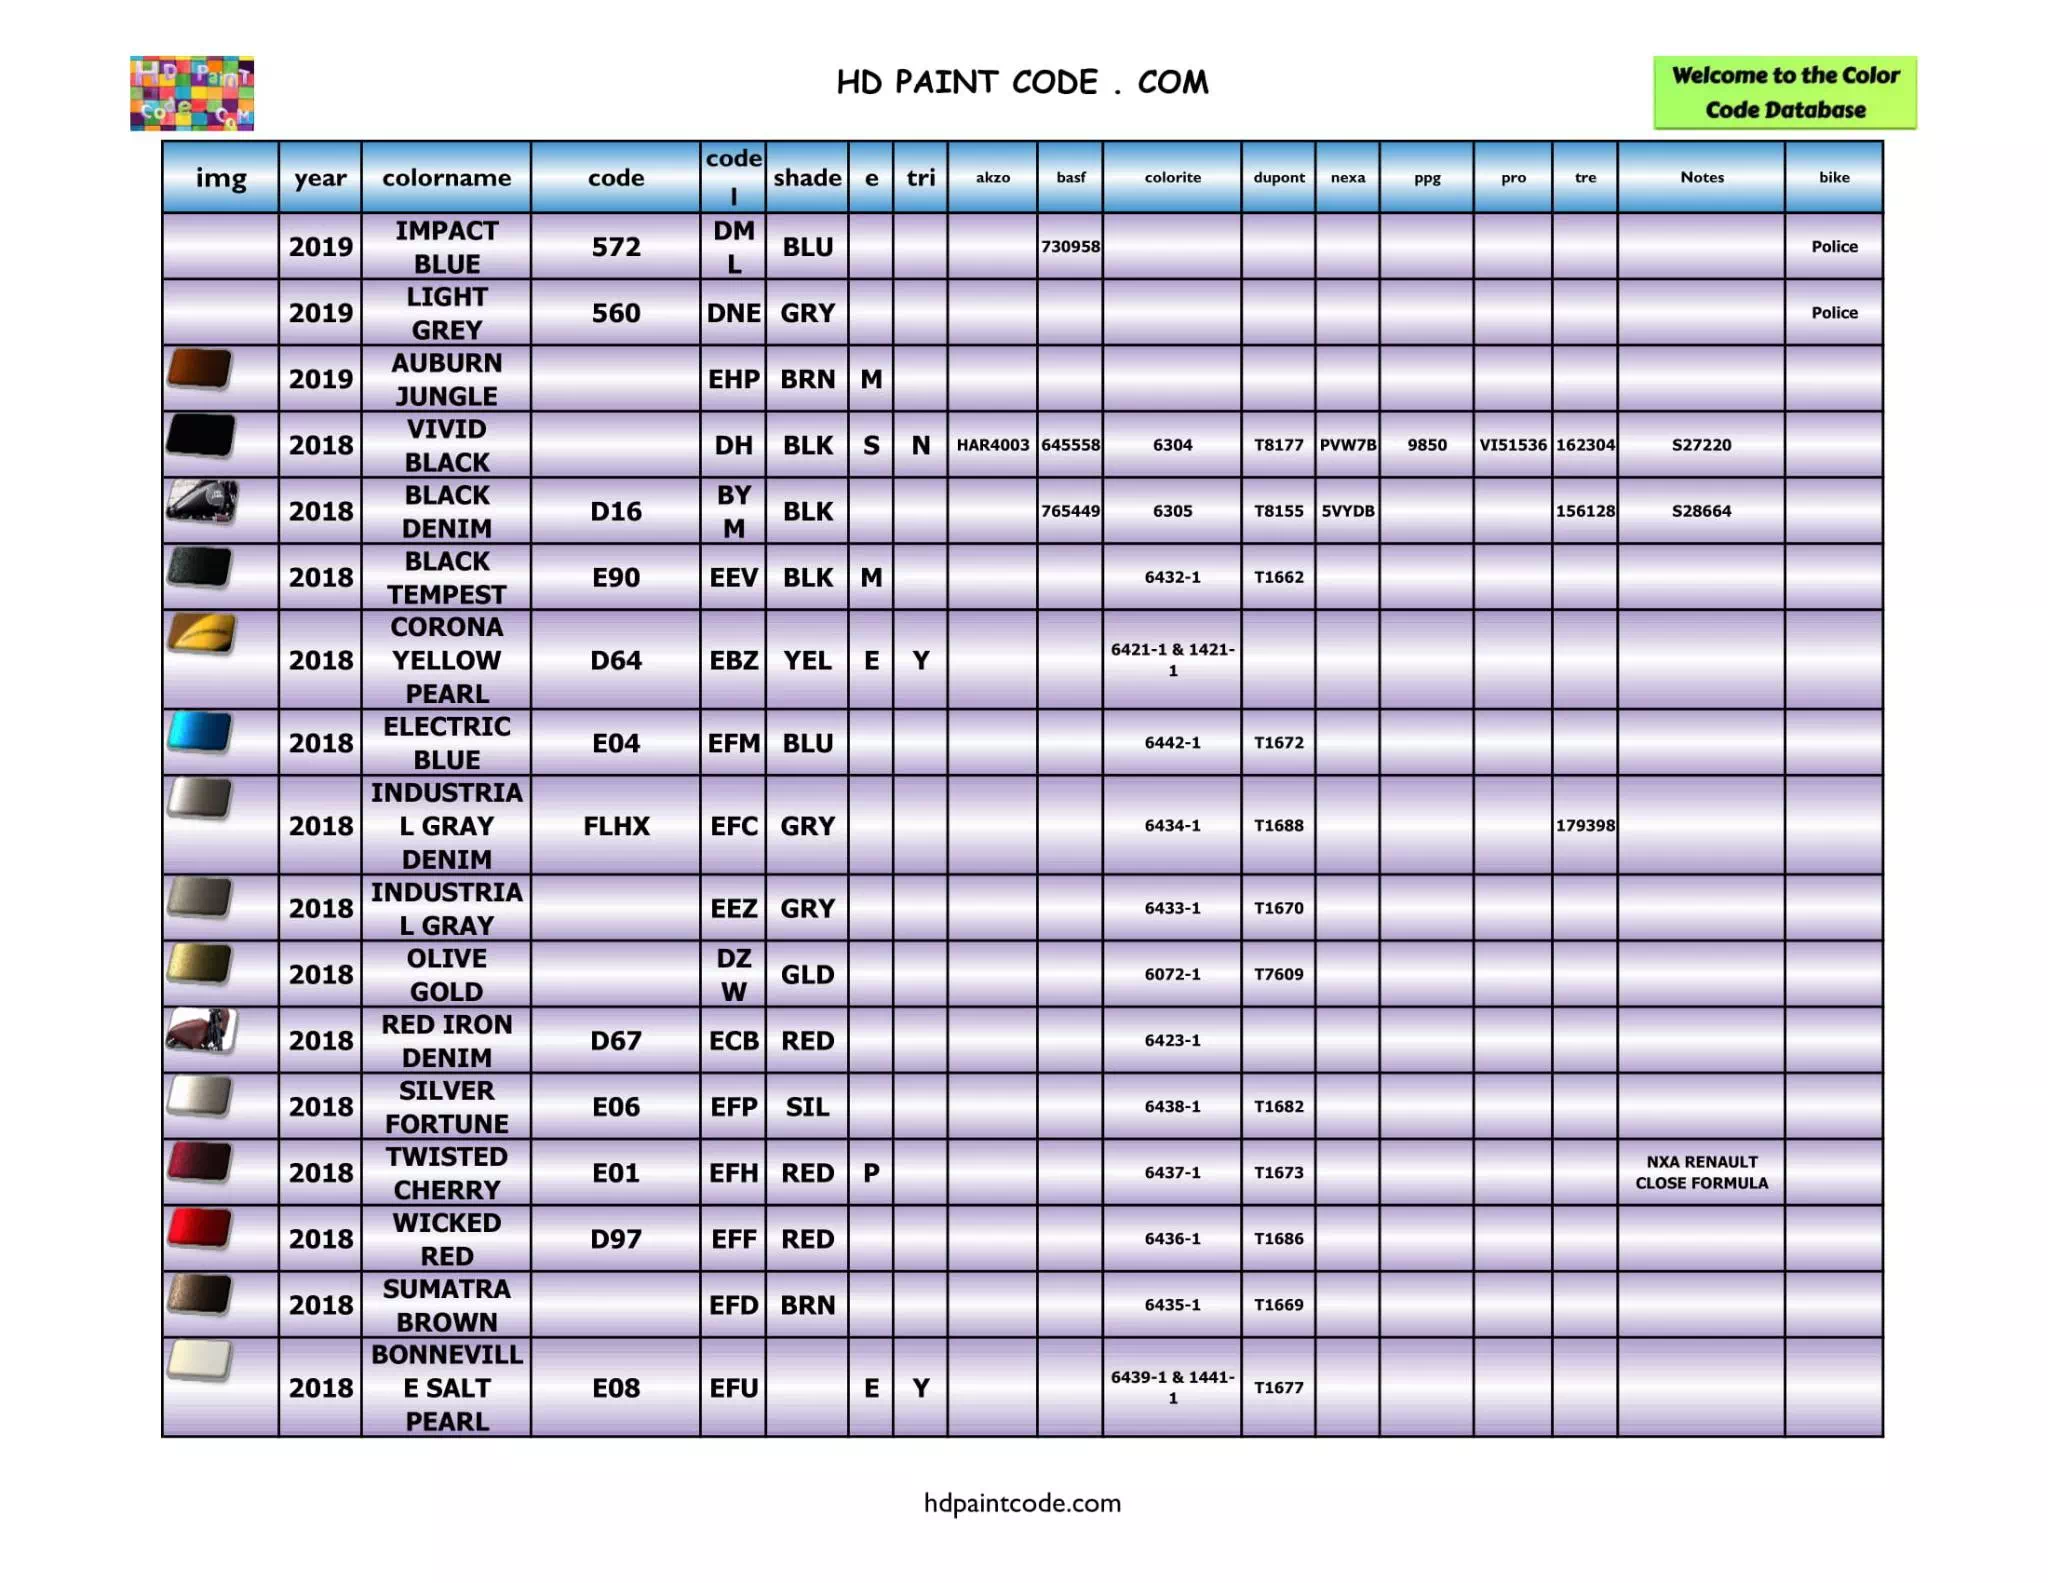 HD Paint
Code
CoM
HD PAINT CODE . COM
Welcome to the Color
Code Database
img year colorname code code l shade e tri akzo basf colorite dupont nexa ppg pro tre Notes bike
2019 IMPACT BLUE 572 DML BLU 730958 Police
2019 LIGHT GREY 560 DNE GRY Police
2019 AUBURN JUNGLE EHP BRN M
2018 VIVID BLACK DH BLK S N HAR4003 645558 6304 T8177 PVW7B 9850 VI51536 162304 S27220
2018 BLACK DENIM D16 BYM BLK 765449 6305 T8155 5VYDB 156128 S28664
2018 BLACK TEMPEST E90 EEV BLK M 6432-1 T1662
2018 CORONA YELLOW PEARL D64 EBZ YEL E Y 6421-1 & 1421-1
2018 ELECTRIC BLUE E04 EFM BLU 6442-1 T1672
2018 INDUSTRIAL GRAY DENIM FLHX EFC GRY 6434-1 T1688 179398
2018 INDUSTRIAL GRAY EEZ GRY 6433-1 T1670
2018 OLIVE GOLD DZW GLD 6072-1 T7609
2018 RED IRON DENIM D67 ECB RED 6423-1
2018 SILVER FORTUNE E06 EFP SIL 6438-1 T1682
2018 TWISTED CHERRY E01 EFH RED P 6437-1 T1673 NXA RENAULT CLOSE FORMULA
2018 WICKED RED D97 EFF RED 6436-1 T1686
2018 SUMATRA BROWN EFD BRN 6435-1 T1669
2018 BONNEVILLE SALT PEARL E08 EFU E Y 6439-1 & 1441-1 T1677
hdpaintcode.com